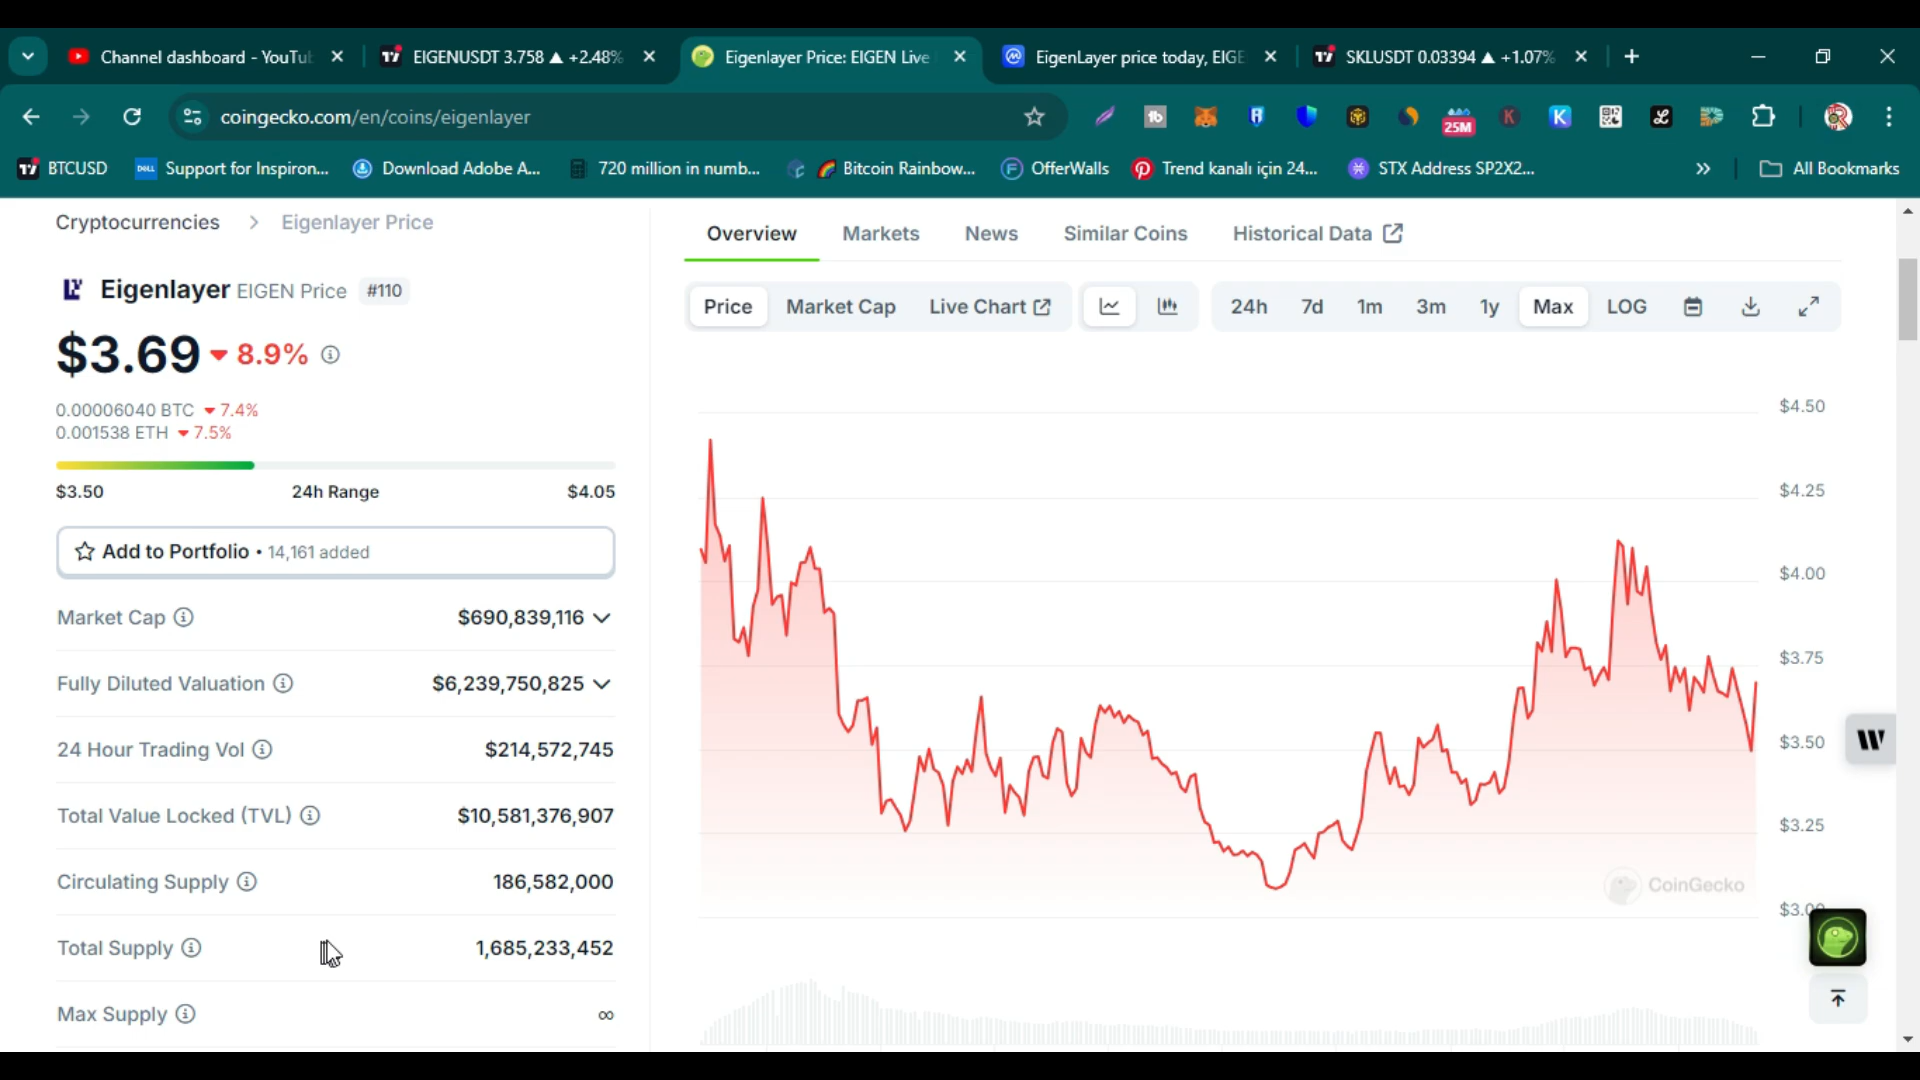 Channel dashboard - YouTub
EIGENUSDT 3.758 ▲ +2.48%
Eigenlayer Price: EIGEN Live
EigenLayer price today, EIGE
SKLUSDT 0.03394 ▲ +1.07%
coingecko.com/en/coins/eigenlayer
25M
BTCUSD
DELL
Support for Inspiron...
Download Adobe A...
720 million in numb...
Bitcoin Rainbow...
OfferWalls
Trend kanalı için 24...
STX Address SP2X2...
All Bookmarks
Cryptocurrencies
Eigenlayer Price
Eigenlayer EIGEN Price #110
$3.69 ▼ 8.9%
0.00006040 BTC ▼ 7.4%
0.001538 ETH ▼ 7.5%
$3.50 24h Range $4.05
Add to Portfolio • 14,161 added
Market Cap $690,839,116
Fully Diluted Valuation $6,239,750,825
24 Hour Trading Vol $214,572,745
Total Value Locked (TVL) $10,581,376,907
Circulating Supply 186,582,000
Total Supply 1,685,233,452
Max Supply ∞
Overview Markets News Similar Coins Historical Data
Price Market Cap Live Chart 24h 7d 1m 3m 1y Max LOG
$4.50
$4.25
$4.00
$3.75
$3.50
$3.25
$3.00
CoinGecko
W